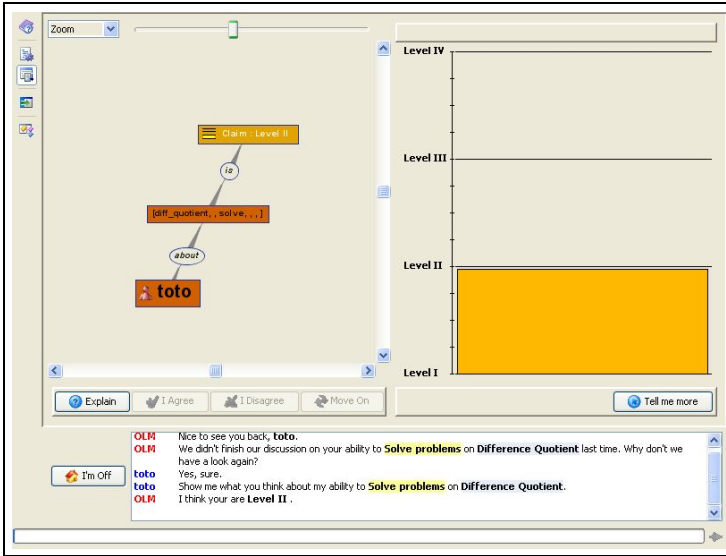 Zoom
Claim : Level II
is
[diff_quotient, , solve, , , ]
about
toto
Explain
I Agree
I Disagree
Move On
Level IV
Level III
Level II
Level I
Tell me more
I'm Off
OLM Nice to see you back, toto.
OLM We didn't finish our discussion on your ability to Solve problems on Difference Quotient last time. Why don't we
have a look again?
toto Yes, sure.
toto Show me what you think about my ability to Solve problems on Difference Quotient.
OLM I think your are Level II .